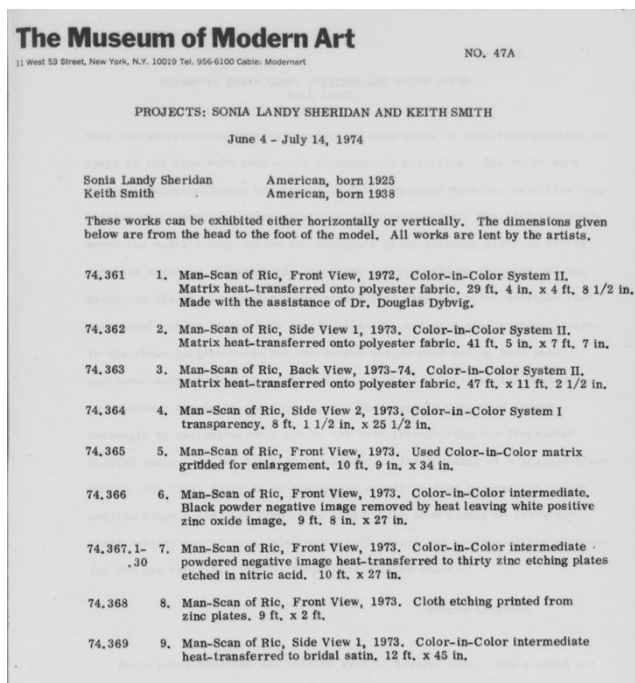 The Museum of Modern Art
11 West 53 Street, New York, N.Y. 10019 Tel. 956-6100 Cable: Modernart
NO. 47A
PROJECTS: SONIA LANDY SHERIDAN AND KEITH SMITH
June 4 - July 14, 1974
Sonia Landy Sheridan American, born 1925
Keith Smith American, born 1938
These works can be exhibited either horizontally or vertically. The dimensions given
below are from the head to the foot of the model. All works are lent by the artists.
74.361 1. Man-Scan of Ric, Front View, 1972. Color-in-Color System II.
Matrix heat-transferred onto polyester fabric. 29 ft. 4 in. x 4 ft. 8 1/2 in.
Made with the assistance of Dr. Douglas Dybvig.
74.362 2. Man-Scan of Ric, Side View 1, 1973. Color-in-Color System II.
Matrix heat-transferred onto polyester fabric. 41 ft. 5 in. x 7 ft. 7 in.
74.363 3. Man-Scan of Ric, Back View, 1973-74. Color-in-Color System II.
Matrix heat-transferred onto polyester fabric. 47 ft. x 11 ft. 2 1/2 in.
74.364 4. Man-Scan of Ric, Side View 2, 1973. Color-in-Color System I
transparency. 8 ft. 1 1/2 in. x 25 1/2 in.
74.365 5. Man-Scan of Ric, Front View, 1973. Used Color-in-Color matrix
gridded for enlargement. 10 ft. 9 in. x 34 in.
74.366 6. Man-Scan of Ric, Front View, 1973. Color-in-Color intermediate.
Black powder negative image removed by heat leaving white positive
zinc oxide image. 9 ft. 8 in. x 27 in.
74.367.1- 7. Man-Scan of Ric, Front View, 1973. Color-in-Color intermediate
.30 powdered negative image heat-transferred to thirty zinc etching plates
etched in nitric acid. 10 ft. x 27 in.
74.368 8. Man-Scan of Ric, Front View, 1973. Cloth etching printed from
zinc plates. 9 ft. x 2 ft.
74.369 9. Man-Scan of Ric, Side View 1, 1973. Color-in-Color intermediate
heat-transferred to bridal satin. 12 ft. x 45 in.